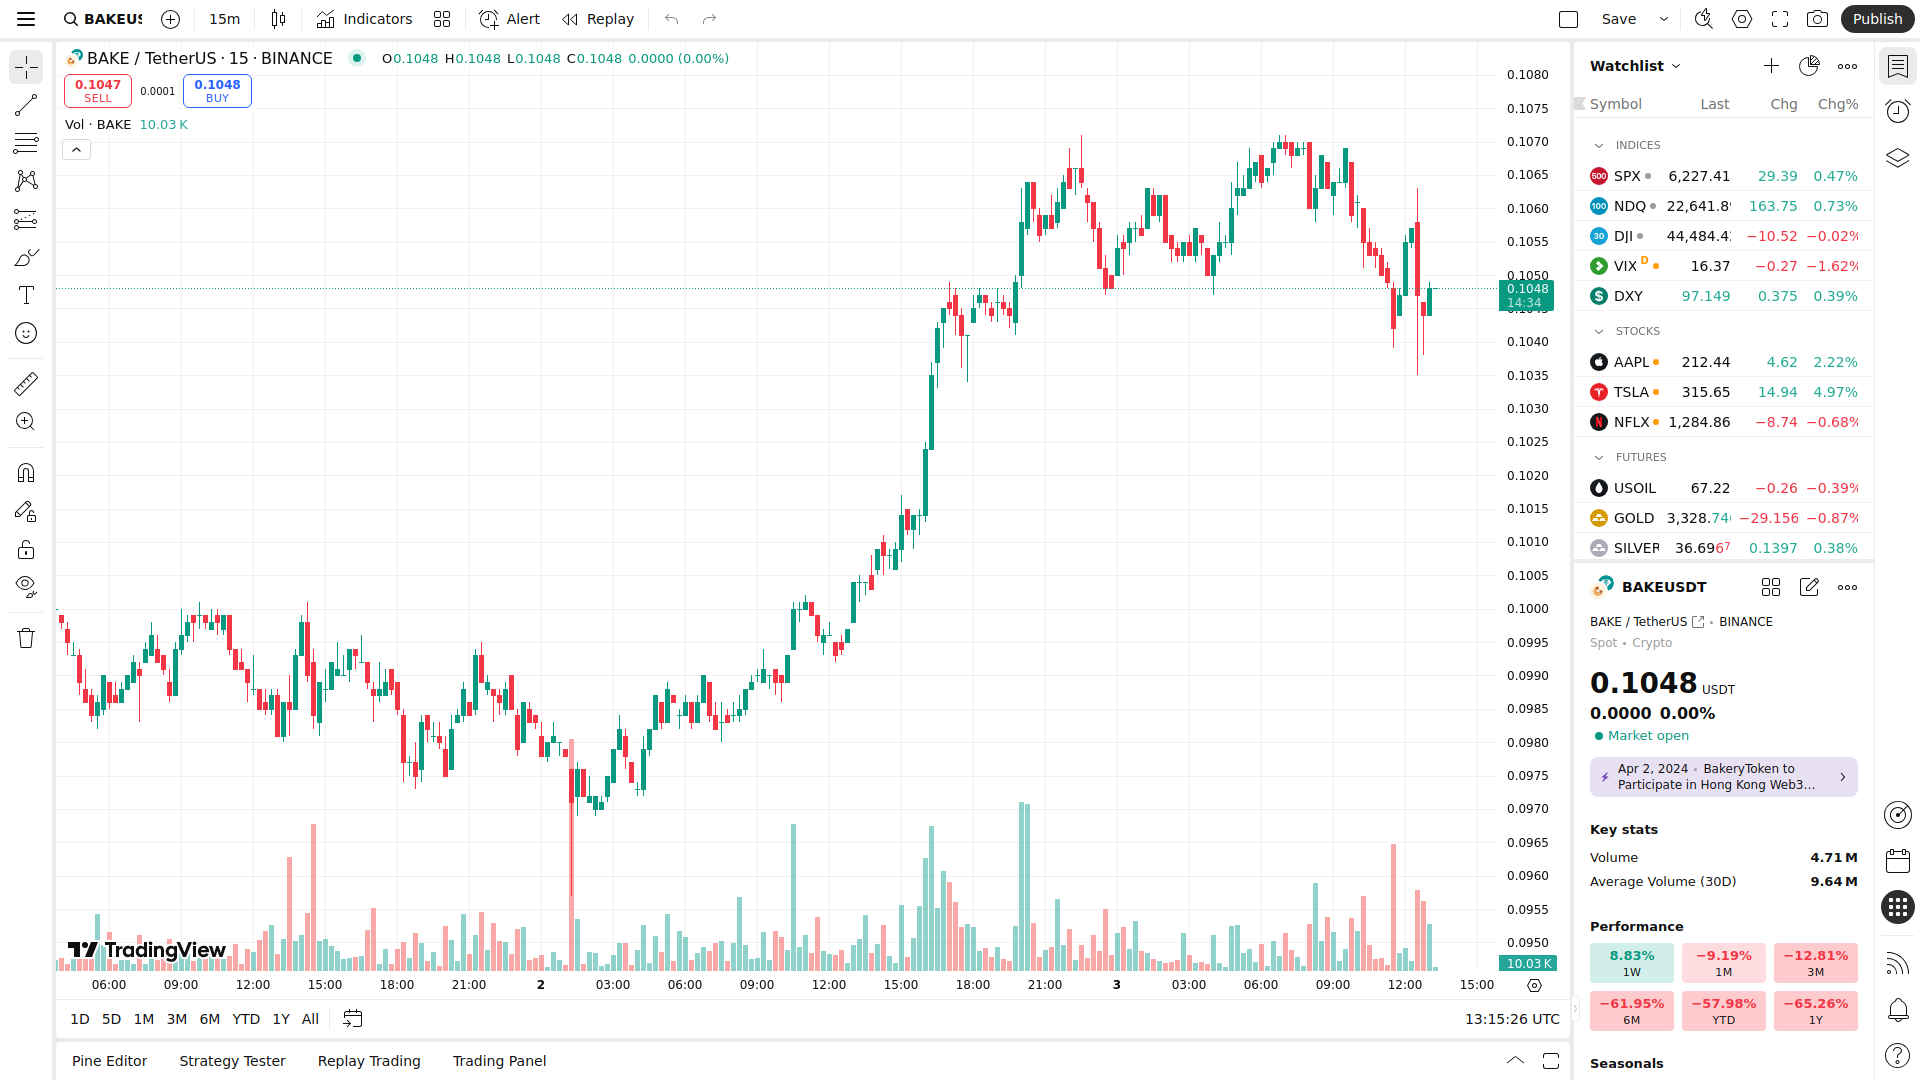 BAKEUS 15m Indicators Alert Replay Save Publish
BAKE / TetherUS · 15 · BINANCE O0.1048 H0.1048 L0.1048 C0.1048 0.0000 (0.00%)
0.1047 SELL 0.0001 0.1048 BUY
Vol · BAKE 10.03 K
0.1080
0.1075
0.1070
0.1065
0.1060
0.1055
0.1050
0.1048
14:34
0.1040
0.1035
0.1030
0.1025
0.1020
0.1015
0.1010
0.1005
0.1000
0.0995
0.0990
0.0985
0.0980
0.0975
0.0970
0.0965
0.0960
0.0955
0.0950
10.03 K
TradingView
06:00 09:00 12:00 15:00 18:00 21:00 2 03:00 06:00 09:00 12:00 15:00 18:00 21:00 3 03:00 06:00 09:00 12:00 15:00
1D 5D 1M 3M 6M YTD 1Y All 13:15:26 UTC
Pine Editor Strategy Tester Replay Trading Trading Panel
Watchlist
Symbol Last Chg Chg%
INDICES
500 SPX 6,227.41 29.39 0.47%
100 NDQ 22,641.8 163.75 0.73%
30 DJI 44,484.4 −10.52 −0.02%
VIX D 16.37 −0.27 −1.62%
$ DXY 97.149 0.375 0.39%
STOCKS
AAPL 212.44 4.62 2.22%
TSLA 315.65 14.94 4.97%
N NFLX 1,284.86 −8.74 −0.68%
FUTURES
USOIL 67.22 −0.26 −0.39%
GOLD 3,328.74 −29.156 −0.87%
SILVER 36.6967 0.1397 0.38%
BAKEUSDT
BAKE / TetherUS • BINANCE
Spot • Crypto
0.1048 USDT
0.0000 0.00%
Market open
Apr 2, 2024 • BakeryToken to
Participate in Hong Kong Web3…
Key stats
Volume 4.71 M
Average Volume (30D) 9.64 M
Performance
8.83% −9.19% −12.81%
1W 1M 3M
−61.95% −57.98% −65.26%
6M YTD 1Y
Seasonals